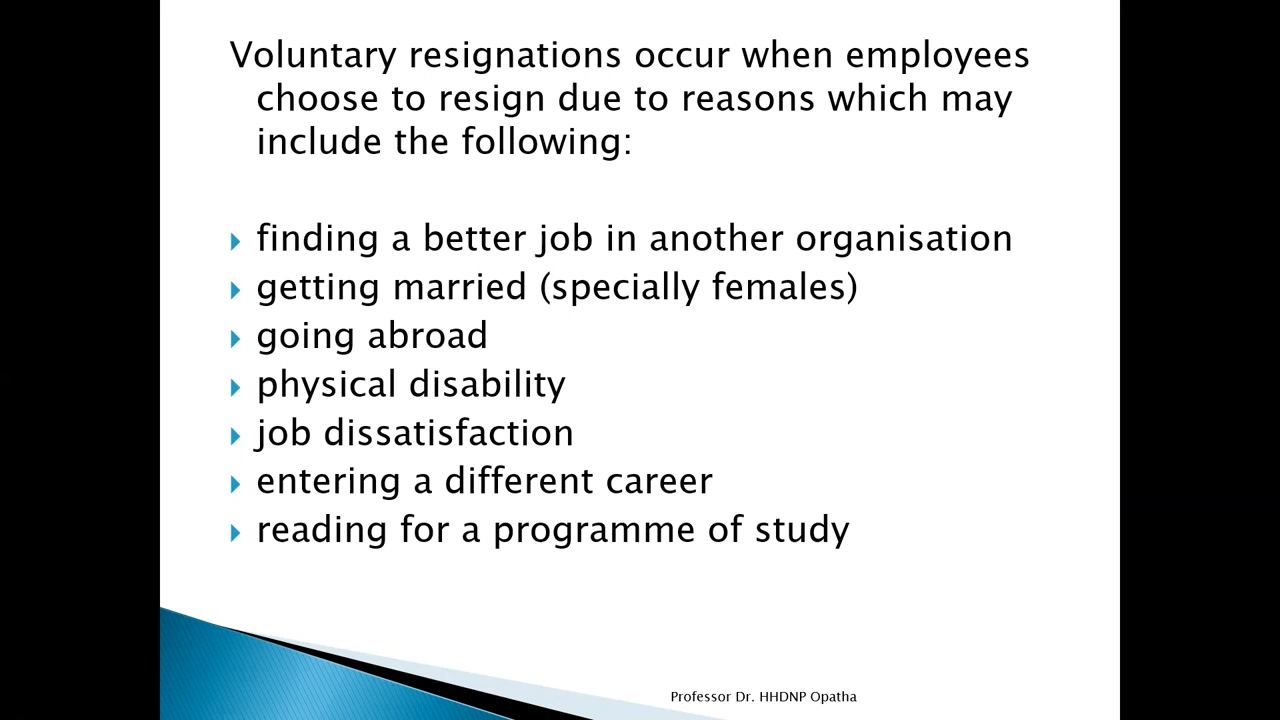 Voluntary resignations occur when employees
choose to resign due to reasons which may
include the following:
finding a better job in another organisation
getting married (specially females)
going abroad
physical disability
job dissatisfaction
entering a different career
reading for a programme of study
Professor Dr. HHDNP Opatha